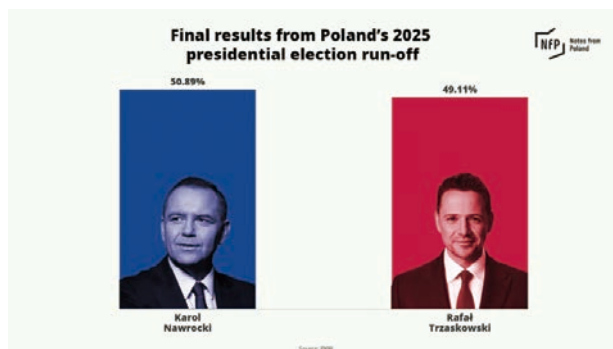 Final results from Poland’s 2025
presidential election run-off
NFP
Notes from
Poland
50.89%
49.11%
Karol
Nawrocki
Rafał
Trzaskowski